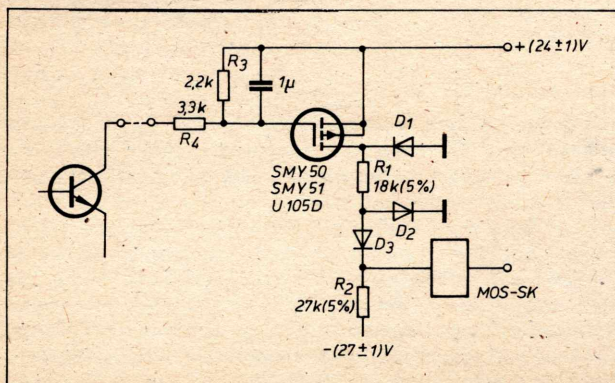 +(24±1)V
R3
2,2k
1µ
3,3k
R4
D1
SMY 50
SMY 51
U 105D
R1
18k(5%)
D2
D3
R2
27k(5%)
MOS-SK
-(27±1)V